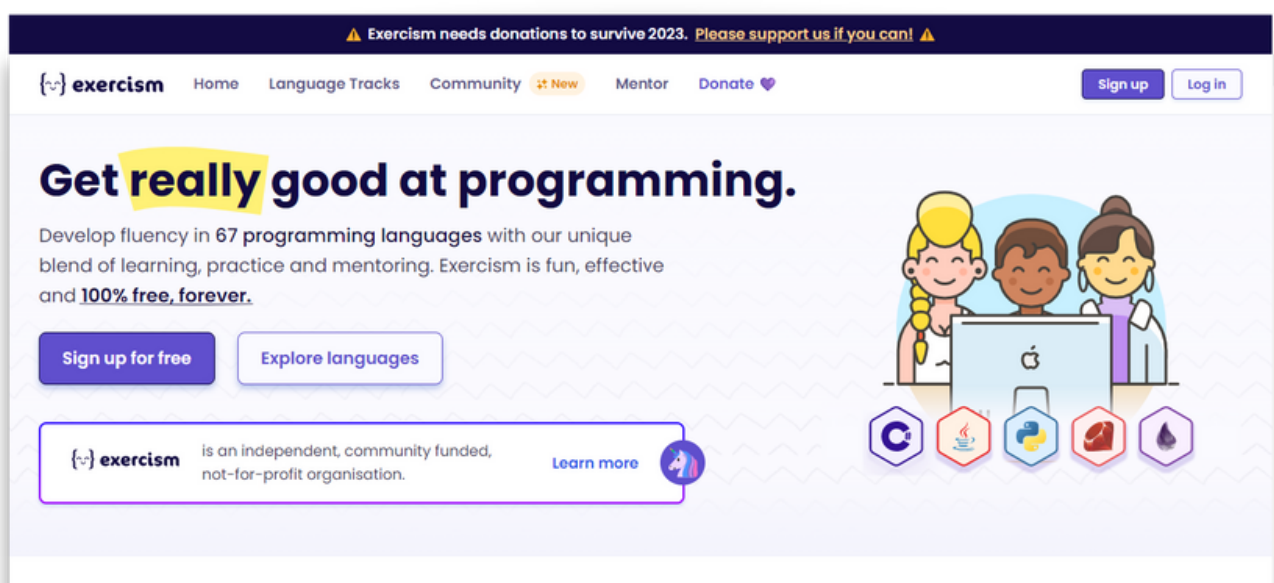 ⚠ Exercism needs donations to survive 2023. Please support us if you can! ⚠
{·‿·} exercism Home Language Tracks Community New Mentor Donate 💜 Sign up Log in
Get really good at programming.
Develop fluency in 67 programming languages with our unique
blend of learning, practice and mentoring. Exercism is fun, effective
and 100% free, forever.
Sign up for free Explore languages
C#
{·‿·} exercism
is an independent, community funded,
not-for-profit organisation.
Learn more